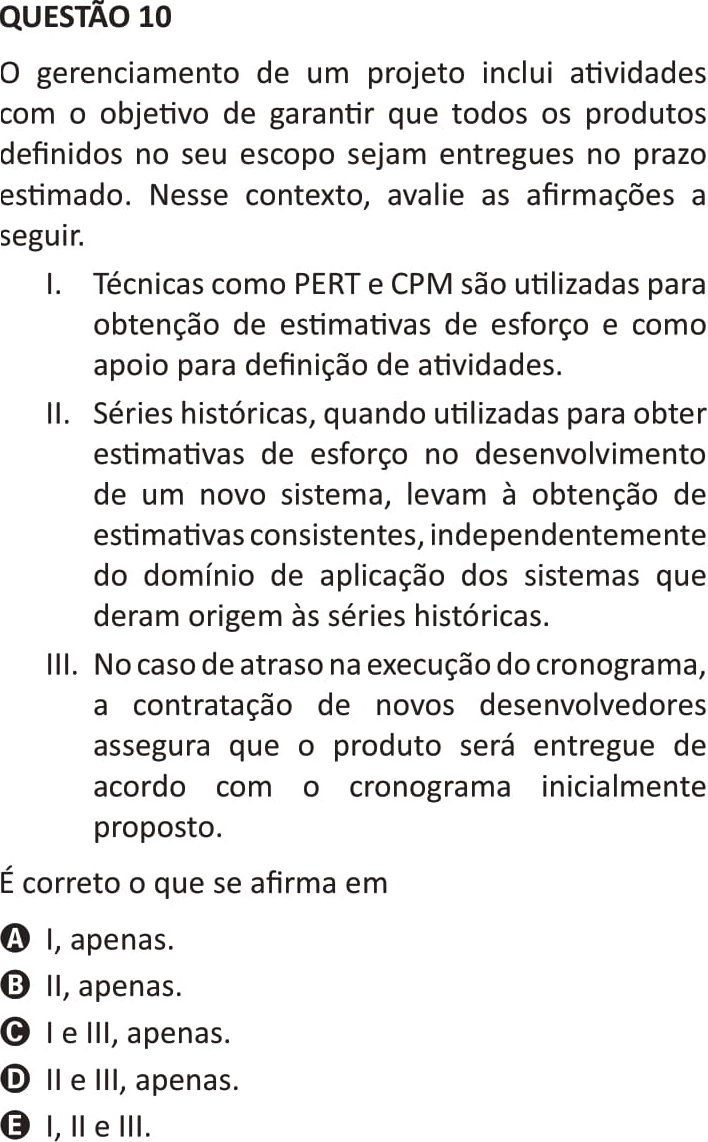 QUESTÃO 10
O gerenciamento de um projeto inclui atividades
com o objetivo de garantir que todos os produtos
definidos no seu escopo sejam entregues no prazo
estimado. Nesse contexto, avalie as afirmações a
seguir.
I. Técnicas como PERT e CPM são utilizadas para
obtenção de estimativas de esforço e como
apoio para definição de atividades.
II. Séries históricas, quando utilizadas para obter
estimativas de esforço no desenvolvimento
de um novo sistema, levam à obtenção de
estimativas consistentes, independentemente
do domínio de aplicação dos sistemas que
deram origem às séries históricas.
III. No caso de atraso na execução do cronograma,
a contratação de novos desenvolvedores
assegura que o produto será entregue de
acordo com o cronograma inicialmente
proposto.
É correto o que se afirma em
A I, apenas.
B II, apenas.
C I e III, apenas.
D II e III, apenas.
E I, II e III.